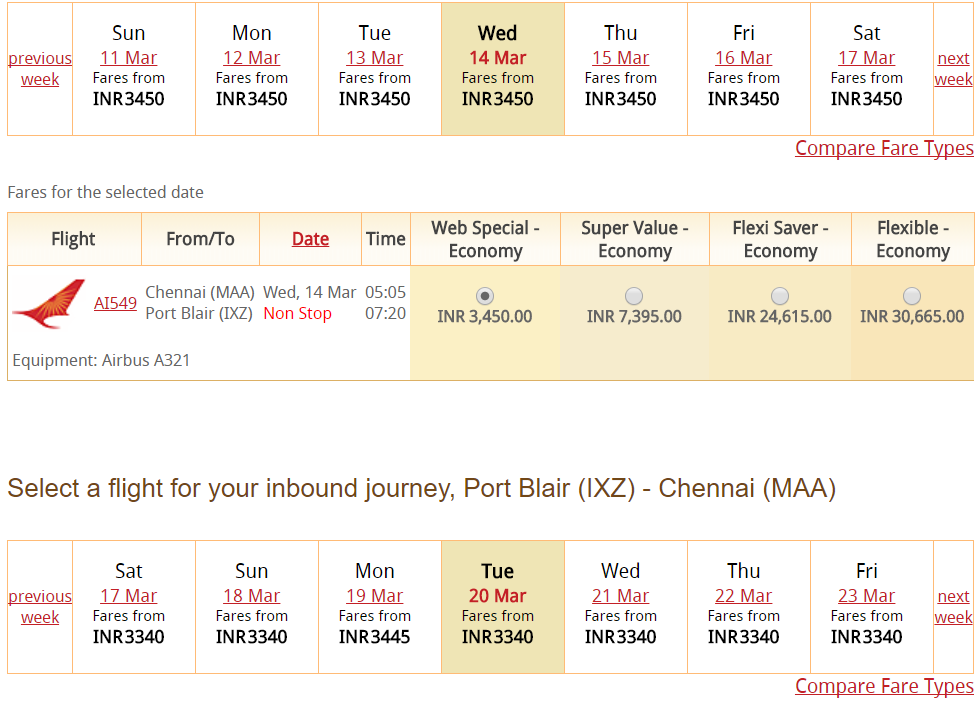 previous week
Sun 11 Mar Fares from INR3450
Mon 12 Mar Fares from INR3450
Tue 13 Mar Fares from INR3450
Wed 14 Mar Fares from INR3450
Thu 15 Mar Fares from INR3450
Fri 16 Mar Fares from INR3450
Sat 17 Mar Fares from INR3450
next week
Compare Fare Types
Fares for the selected date
Flight From/To Date Time Web Special - Economy Super Value - Economy Flexi Saver - Economy Flexible - Economy
AI549
Chennai (MAA) Wed, 14 Mar 05:05
Port Blair (IXZ) Non Stop 07:20
INR 3,450.00 INR 7,395.00 INR 24,615.00 INR 30,665.00
Equipment: Airbus A321
Select a flight for your inbound journey, Port Blair (IXZ) - Chennai (MAA)
previous week
Sat 17 Mar Fares from INR3340
Sun 18 Mar Fares from INR3340
Mon 19 Mar Fares from INR3445
Tue 20 Mar Fares from INR3340
Wed 21 Mar Fares from INR3340
Thu 22 Mar Fares from INR3340
Fri 23 Mar Fares from INR3340
next week
Compare Fare Types